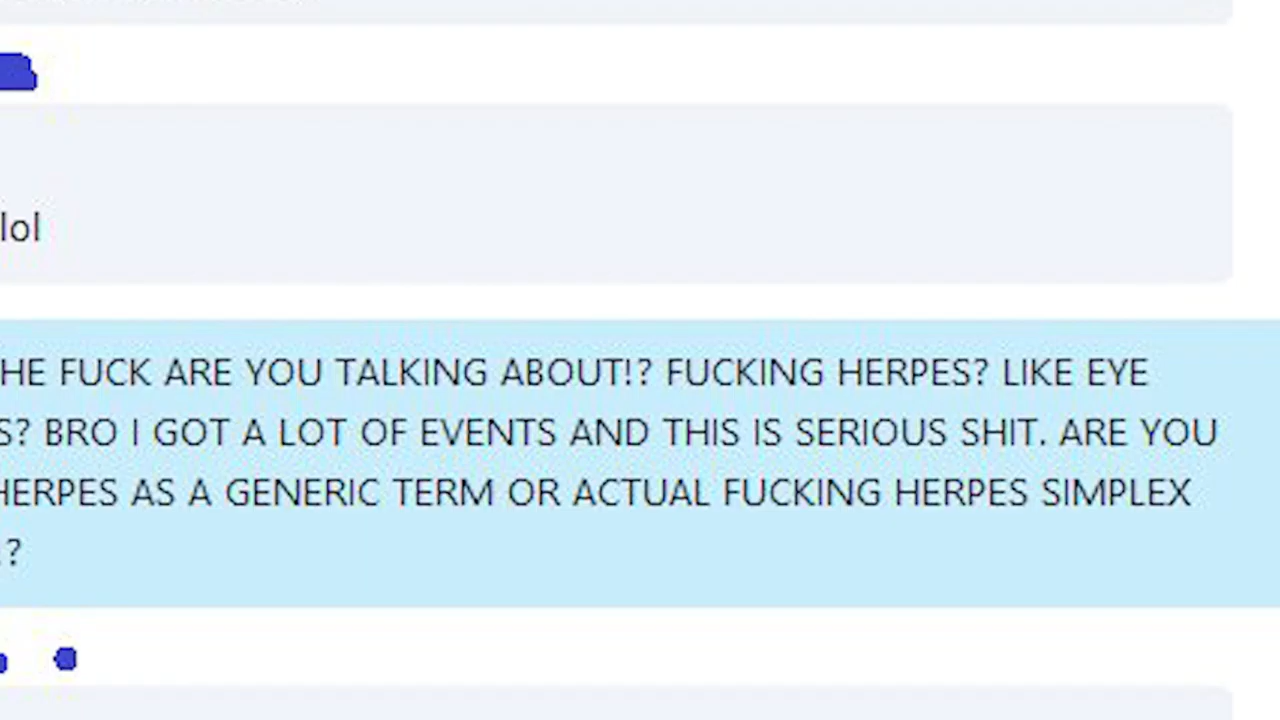 lol
HE FUCK ARE YOU TALKING ABOUT!? FUCKING HERPES? LIKE EYE
S? BRO I GOT A LOT OF EVENTS AND THIS IS SERIOUS SHIT. ARE YOU
HERPES AS A GENERIC TERM OR ACTUAL FUCKING HERPES SIMPLEX
.?